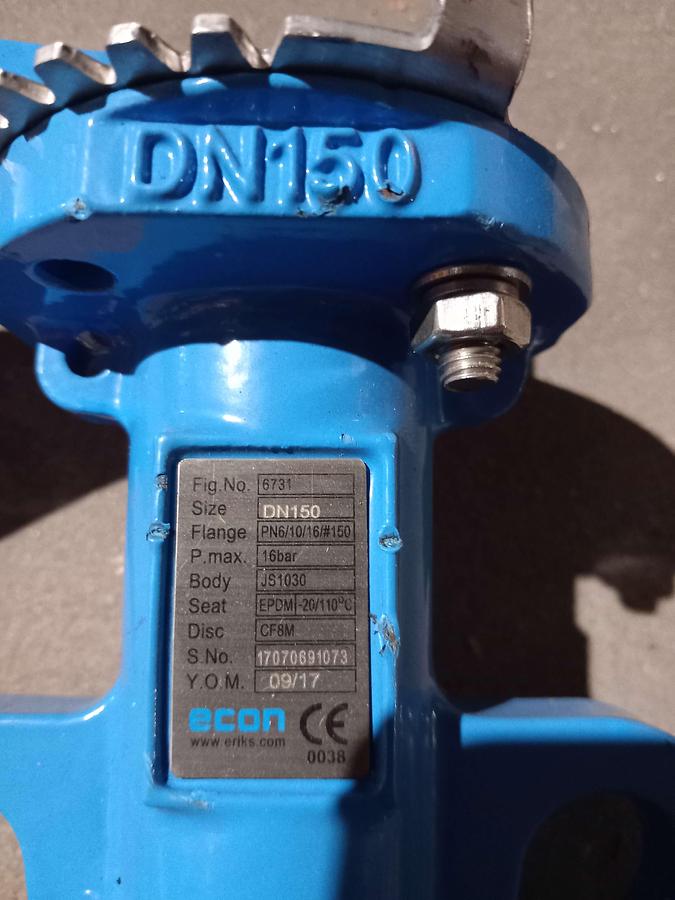 DN150
Fig.No. 6731
Size DN150
Flange PN6/10/16/#150
P.max. 16bar
Body JS1030
Seat EPDM -20/110°C
Disc CF8M
S.No. 17070691073
Y.O.M. 09/17
econ CE
www.eriks.com 0038